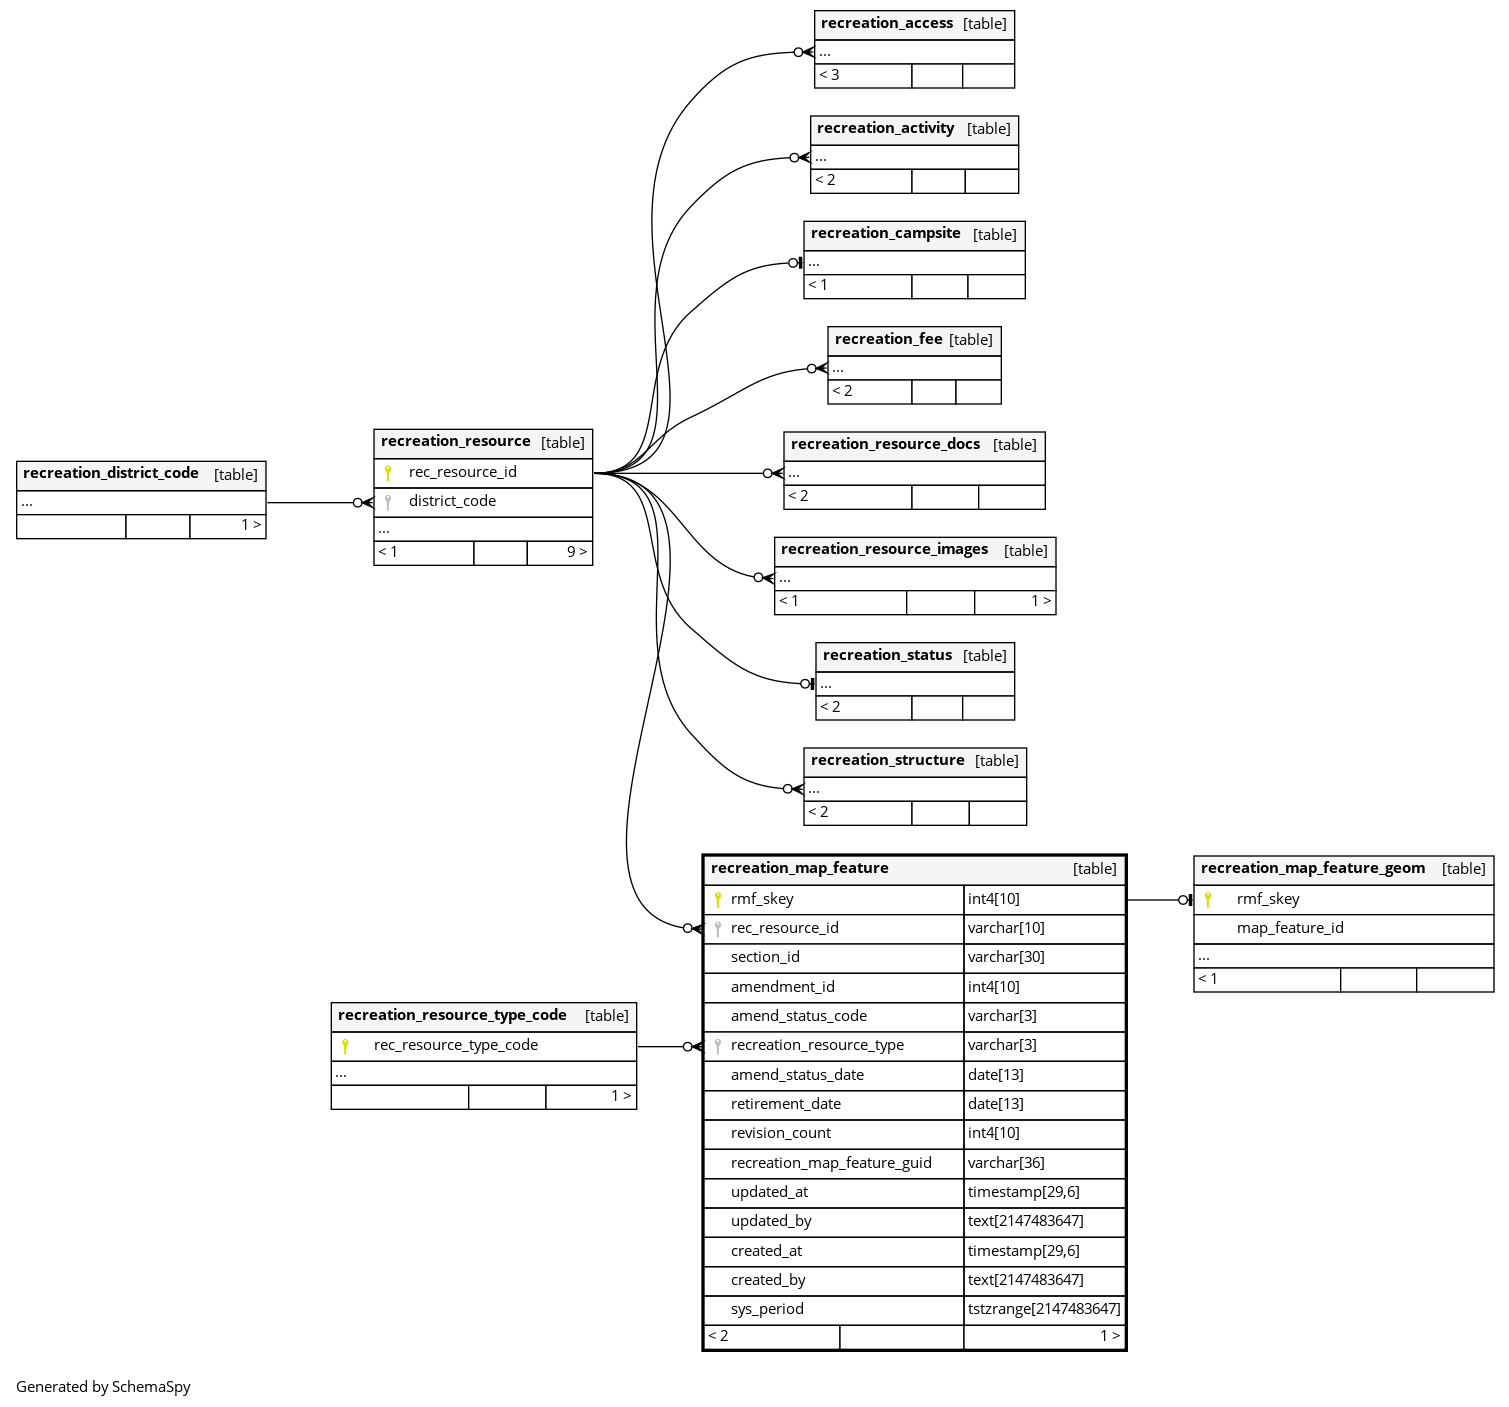 recreation_access [table]
...
< 3
recreation_activity [table]
...
< 2
recreation_campsite [table]
...
< 1
recreation_fee [table]
...
< 2
recreation_district_code [table]
...
1 >
recreation_resource [table]
rec_resource_id
district_code
...
< 1 9 >
recreation_resource_docs [table]
...
< 2
recreation_resource_images [table]
...
< 1 1 >
recreation_status [table]
...
< 2
recreation_structure [table]
...
< 2
recreation_map_feature [table]
rmf_skey int4[10]
rec_resource_id varchar[10]
section_id varchar[30]
amendment_id int4[10]
amend_status_code varchar[3]
recreation_resource_type varchar[3]
amend_status_date date[13]
retirement_date date[13]
revision_count int4[10]
recreation_map_feature_guid varchar[36]
updated_at timestamp[29,6]
updated_by text[2147483647]
created_at timestamp[29,6]
created_by text[2147483647]
sys_period tstzrange[2147483647]
< 2 1 >
recreation_map_feature_geom [table]
rmf_skey
map_feature_id
...
< 1
recreation_resource_type_code [table]
rec_resource_type_code
...
1 >
Generated by SchemaSpy